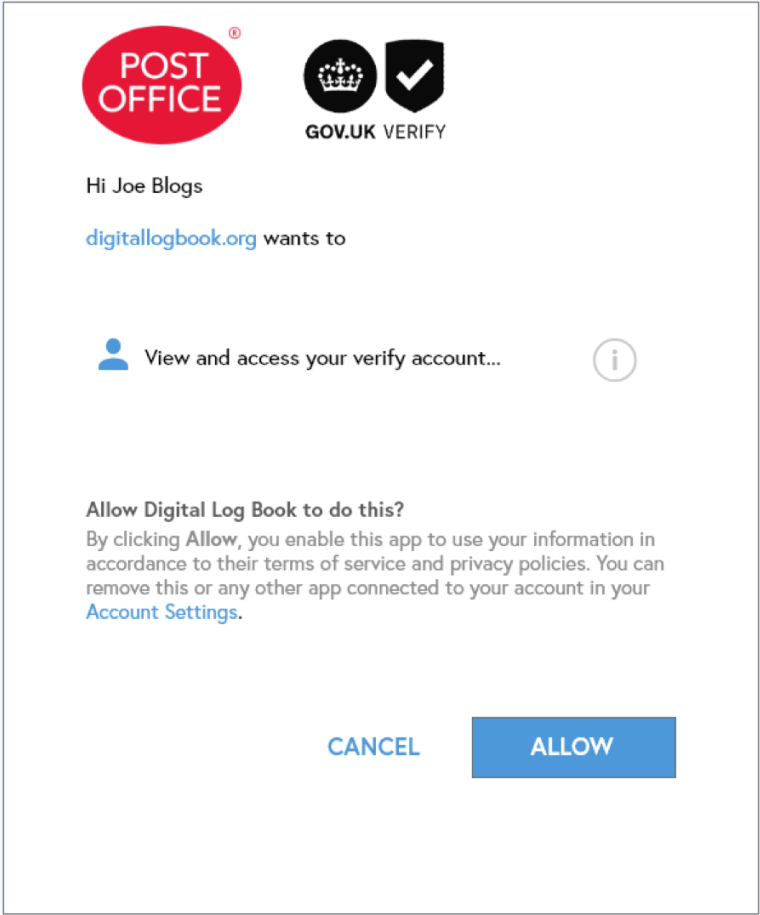 POST
OFFICE
®
GOV.UK VERIFY
Hi Joe Blogs
digitallogbook.org wants to
View and access your verify account...
i
Allow Digital Log Book to do this?
By clicking Allow, you enable this app to use your information in
accordance to their terms of service and privacy policies. You can
remove this or any other app connected to your account in your
Account Settings.
CANCEL
ALLOW